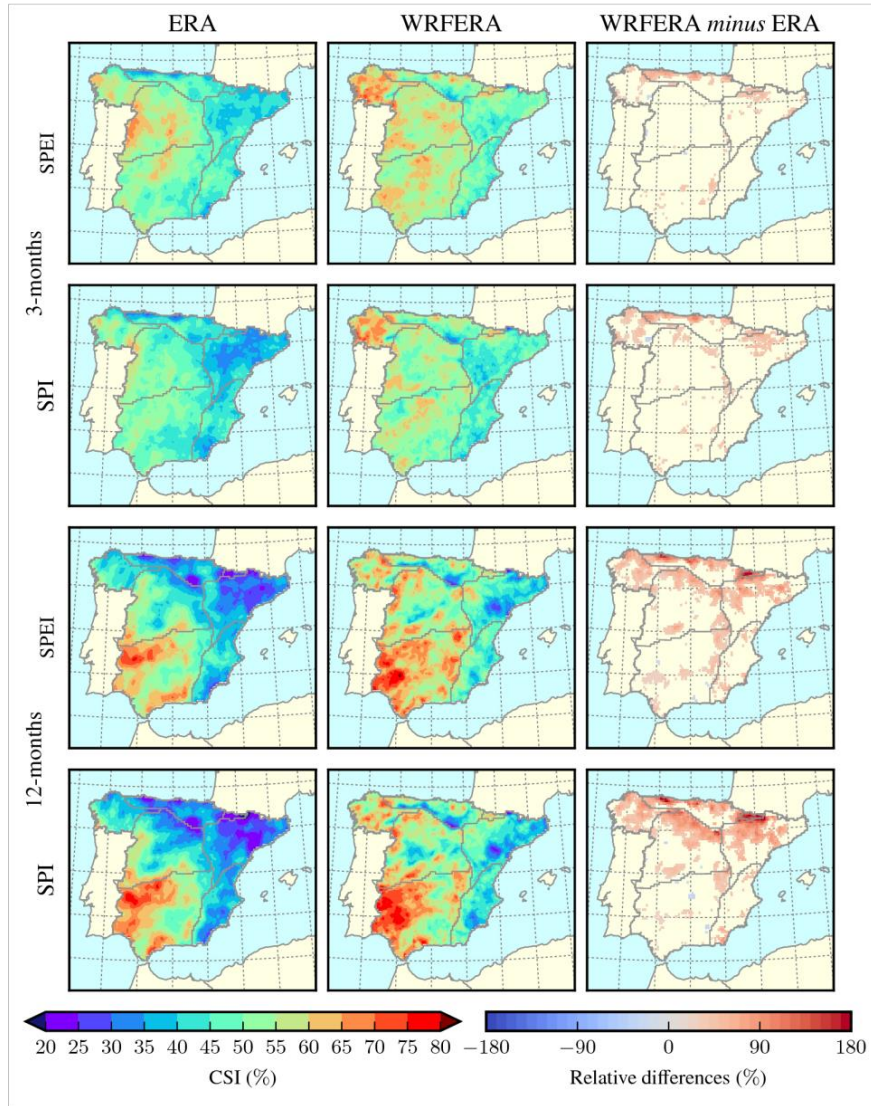 ERA WRFERA WRFERA minus ERA
3-months
SPEI
SPI
12-months
SPEI
SPI
20 25 30 35 40 45 50 55 60 65 70 75 80
CSI (%)
−180 −90 0 90 180
Relative differences (%)